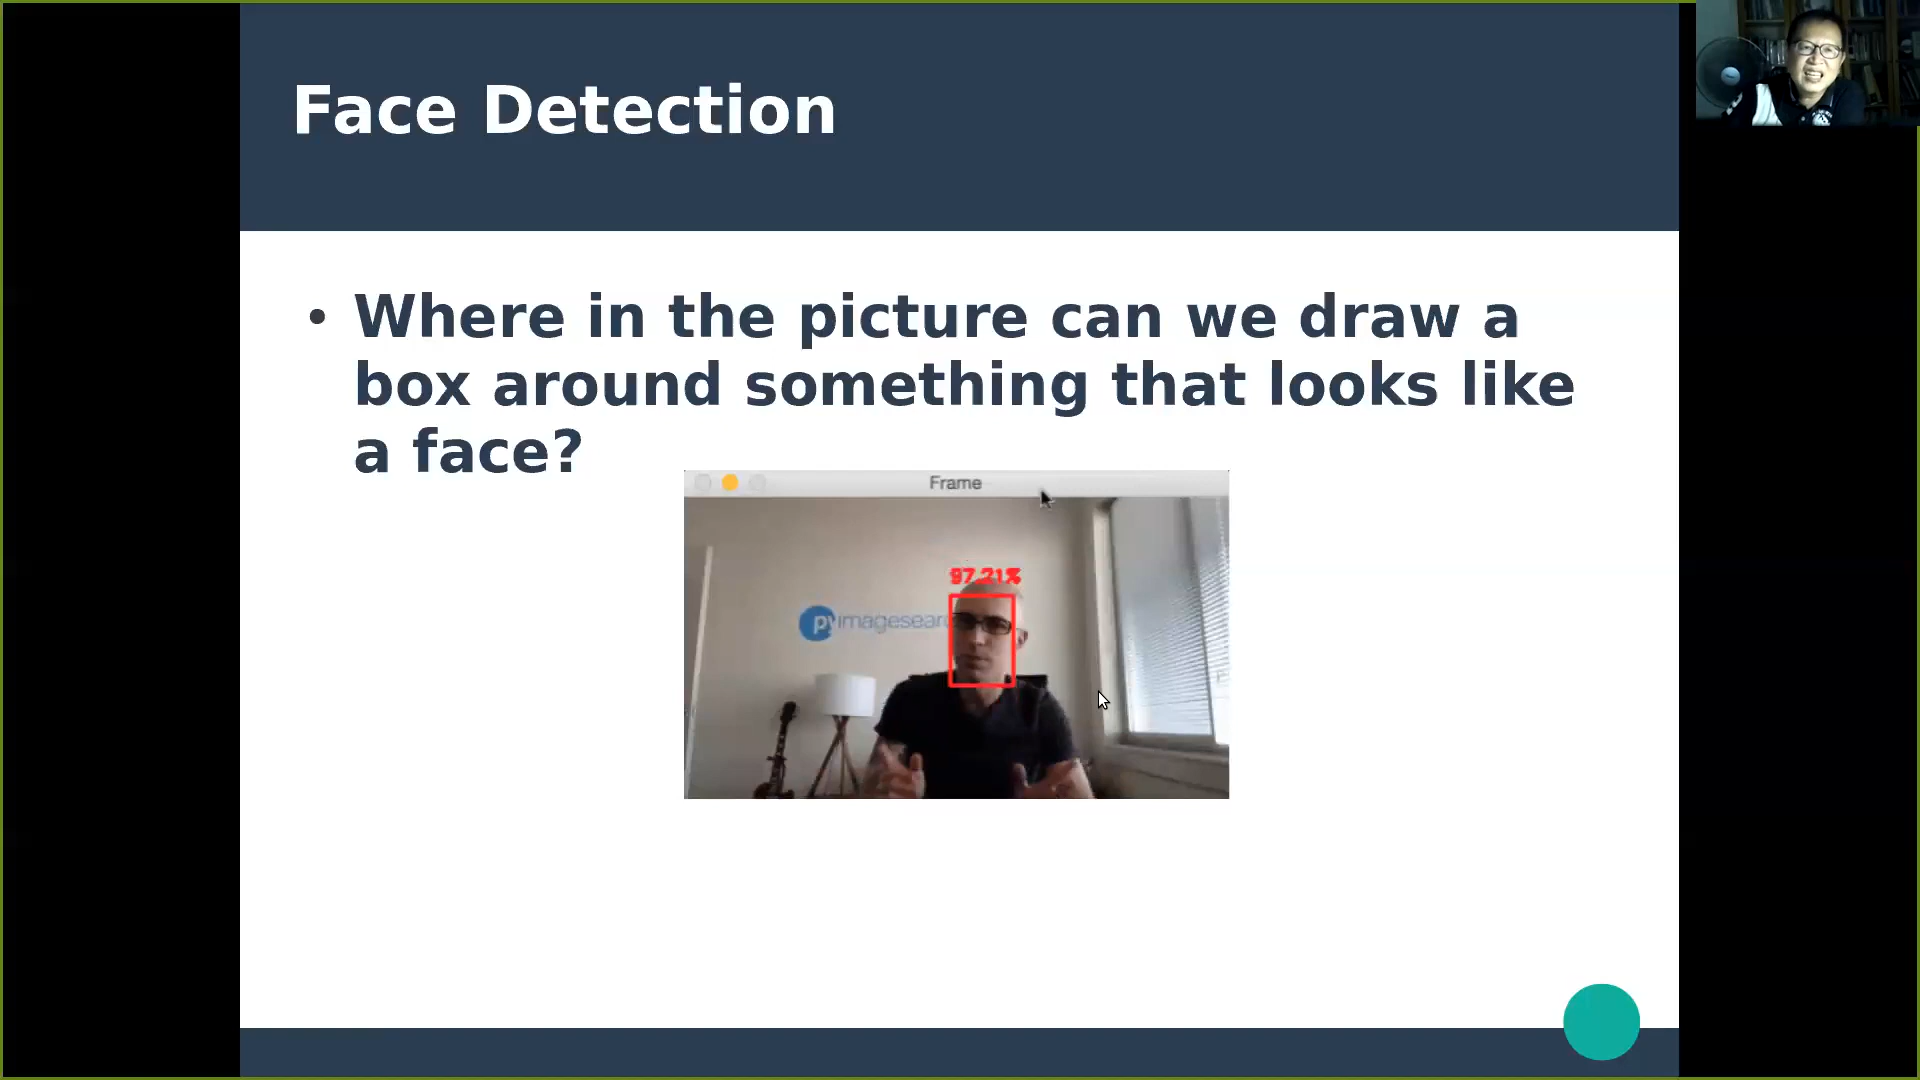 Face Detection
• Where in the picture can we draw a
box around something that looks like
a face?
Frame
97.21%
pyimagesearc